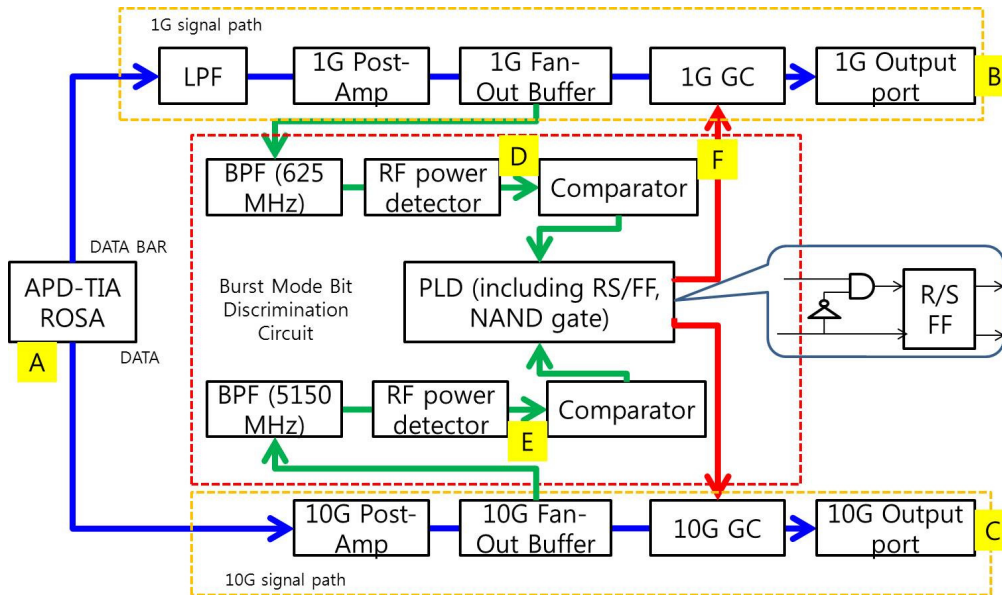 1G signal path
LPF
1G Post-
Amp
1G Fan-
Out Buffer
1G GC
1G Output
port
B
BPF (625
MHz)
RF power
detector
D
Comparator
F
DATA BAR
APD-TIA
ROSA
A
DATA
Burst Mode Bit
Discrimination
Circuit
PLD (including RS/FF,
NAND gate)
R/S
FF
BPF (5150
MHz)
RF power
detector
E
Comparator
10G Post-
Amp
10G Fan-
Out Buffer
10G GC
10G Output
port
C
10G signal path